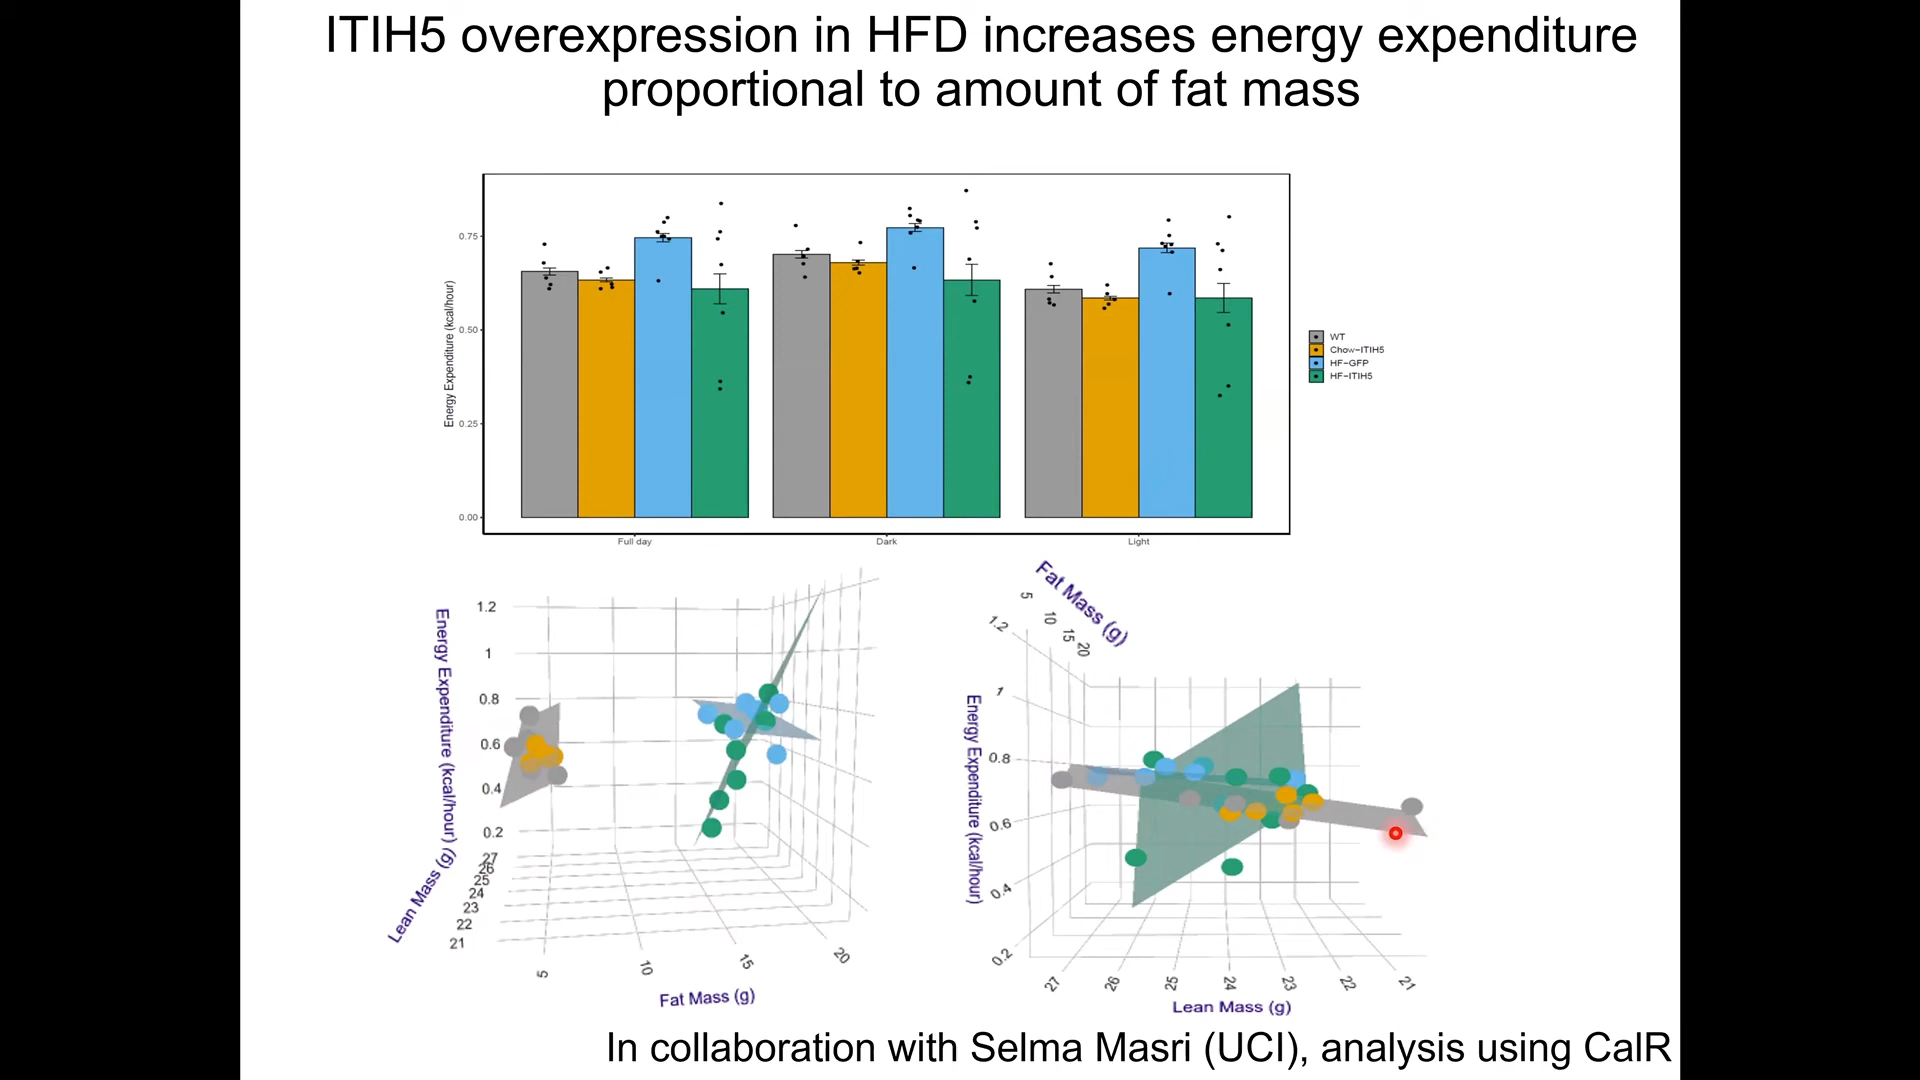 ITIH5 overexpression in HFD increases energy expenditure
proportional to amount of fat mass
Energy Expenditure (kcal/hour)
0.75
0.50
0.25
0.00
Full day
Dark
Light
WT
Chow-ITIH5
HF-GFP
HF-ITIH5
Energy Expenditure (kcal/hour)
1.2
1
0.8
0.6
0.4
0.2
Lean Mass (g)
27
26
25
24
23
22
21
5
10
15
20
Fat Mass (g)
Fat Mass (g)
5
10
15
20
Energy Expenditure (kcal/hour)
1.2
1
0.8
0.6
0.4
0.2
27
26
25
24
23
22
21
Lean Mass (g)
In collaboration with Selma Masri (UCI), analysis using CalR